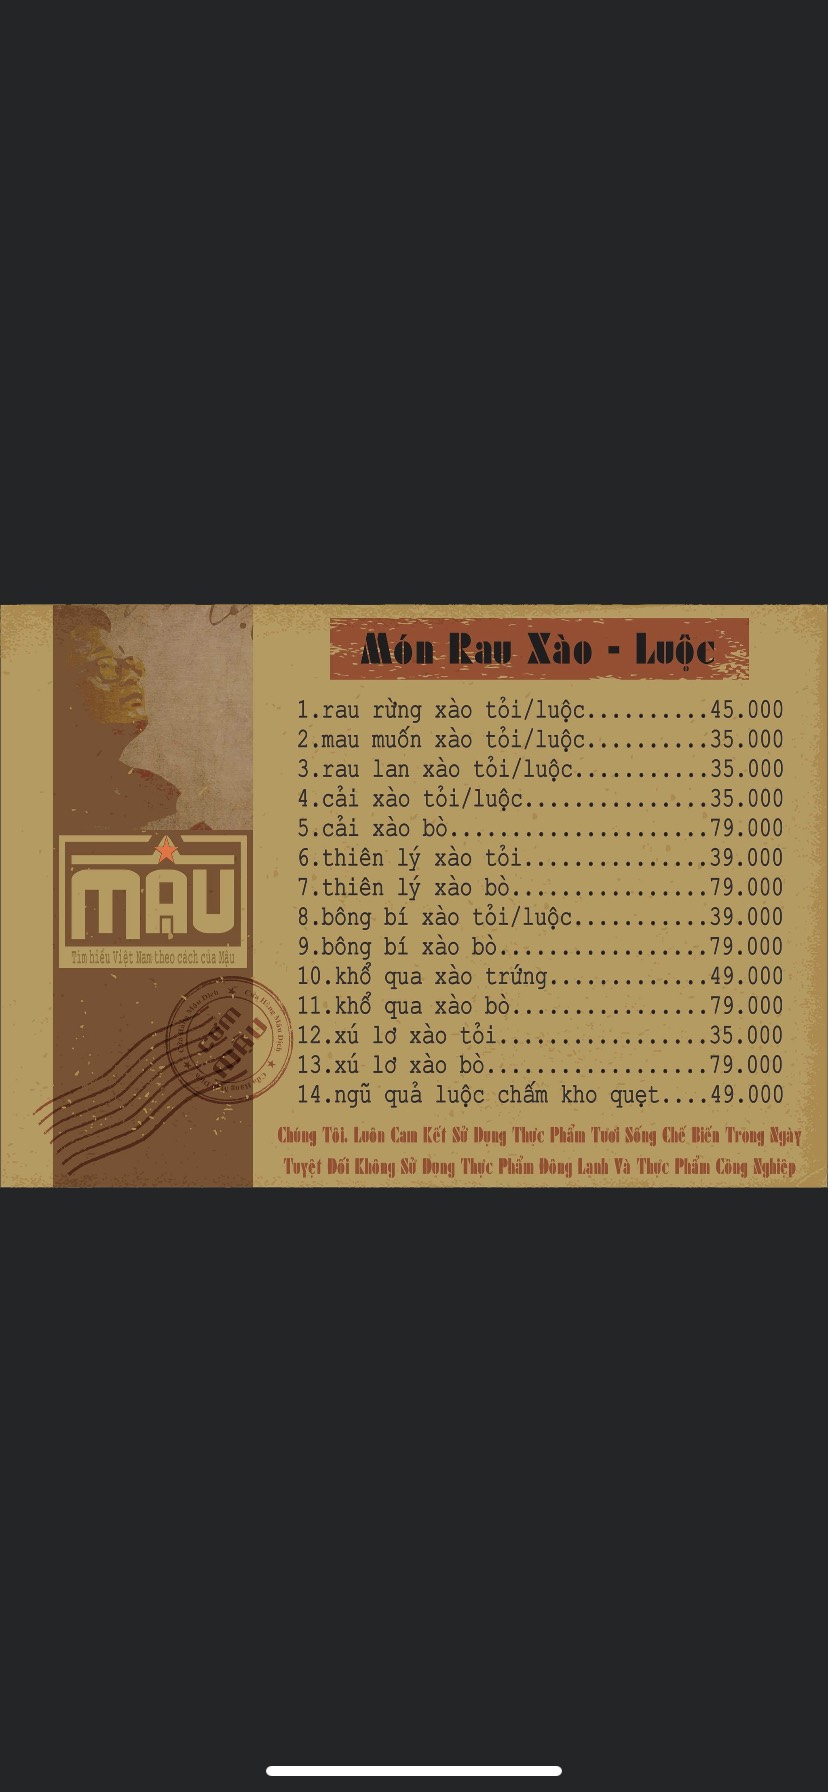 Món Rau Xào - Luộc
1.rau rừng xào tỏi/luộc..........45.000
2.mau muốn xào tỏi/luộc..........35.000
3.rau lan xào tỏi/luộc...........35.000
4.cải xào tỏi/luộc...............35.000
5.cải xào bò.....................79.000
6.thiên lý xào tỏi...............39.000
7.thiên lý xào bò................79.000
8.bông bí xào tỏi/luộc...........39.000
9.bông bí xào bò.................79.000
10.khổ qua xào trứng.............49.000
11.khổ qua xào bò................79.000
12.xú lơ xào tỏi.................35.000
13.xú lơ xào bò..................79.000
14.ngũ quả luộc chấm kho quẹt....49.000
Chúng Tôi. Luôn Cam Kết Sử Dụng Thực Phẩm Tươi Sống Chế Biến Trong Ngày
Tuyệt Đối Không Sử Dụng Thực Phẩm Đông Lạnh Và Thực Phẩm Công Nghiệp
MẬU
Tìm hiểu Việt Nam theo cách của Mậu
Cửa Hàng Mậu Dịch
CƠM
MẬU